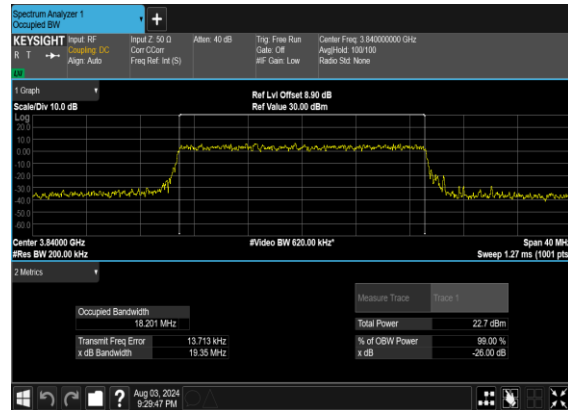 Spectrum Analyzer 1
Occupied BW
+
KEYSIGHT Input: RF Input Z: 50 Ω Atten: 40 dB Trig: Free Run Center Freq: 3.840000000 GHz
R T Coupling: DC Corr CCorr Gate: Off Avg|Hold: 100/100
Align: Auto Freq Ref: Int (S) #IF Gain: Low Radio Std: None
LW
1 Graph
Ref Lvl Offset 8.90 dB
Scale/Div 10.0 dB Ref Value 30.00 dBm
Log
20.0
10.0
0.00
-10.0
-20.0
-30.0
-40.0
-50.0
-60.0
Center 3.84000 GHz #Video BW 620.00 kHz* Span 40 MHz
#Res BW 200.00 kHz Sweep 1.27 ms (1001 pts
2 Metrics
Measure Trace Trace 1
Occupied Bandwidth
18.201 MHz Total Power 22.7 dBm
Transmit Freq Error 13.713 kHz % of OBW Power 99.00 %
x dB Bandwidth 19.35 MHz x dB -26.00 dB
? Aug 03, 2024
9:29:47 PM